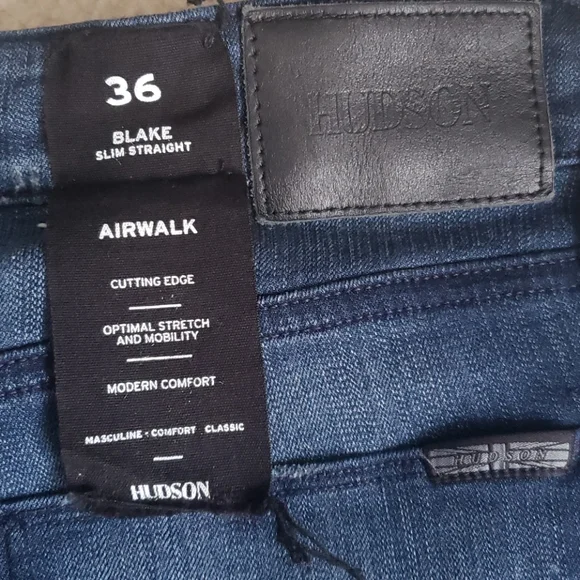 36
BLAKE
SLIM STRAIGHT
HUDSON
AIRWALK
CUTTING EDGE
OPTIMAL STRETCH
AND MOBILITY
MODERN COMFORT
MASCULINE - COMFORT CLASSIC
HUDSON
HUDSON